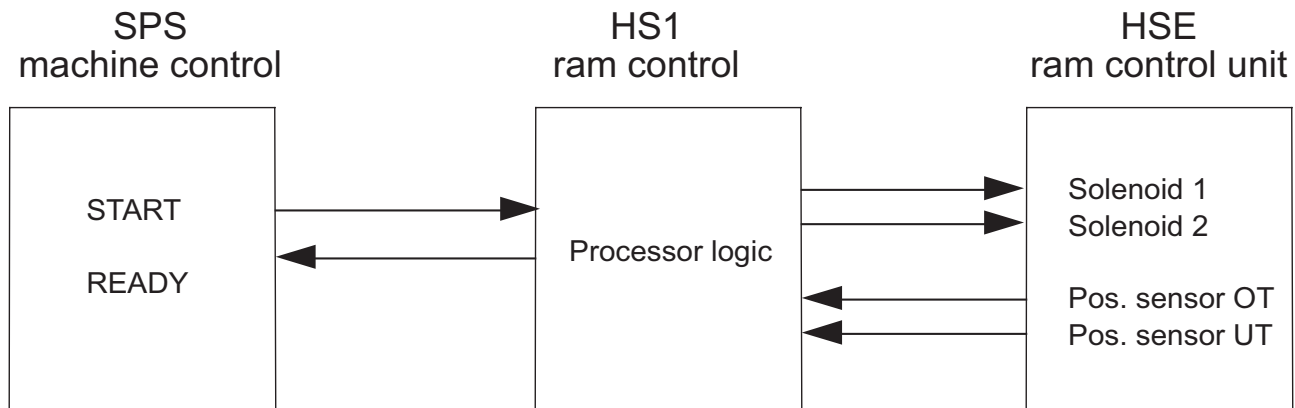 SPS
machine control
HS1
ram control
HSE
ram control unit
START
READY
Processor logic
Solenoid 1
Solenoid 2
Pos. sensor OT
Pos. sensor UT